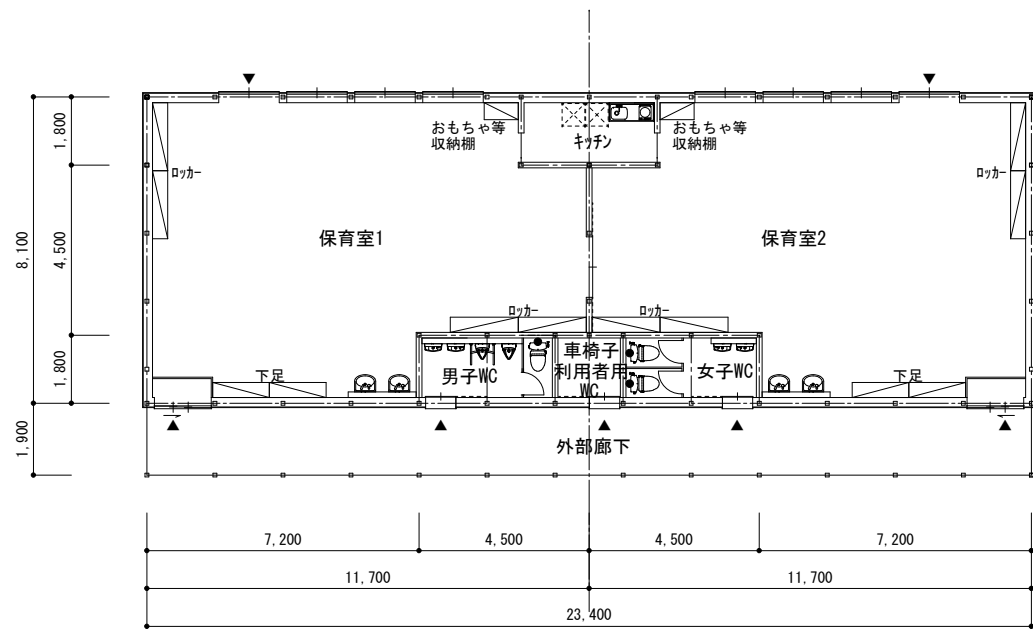 おもちゃ等
収納棚
キッチン
おもちゃ等
収納棚
ロッカー
ロッカー
保育室1
保育室2
ロッカー
ロッカー
下足
男子WC
車椅子
利用者用
WC
女子WC
下足
外部廊下
1,800
4,500
1,800
8,100
1,900
7,200
4,500
4,500
7,200
11,700
11,700
23,400